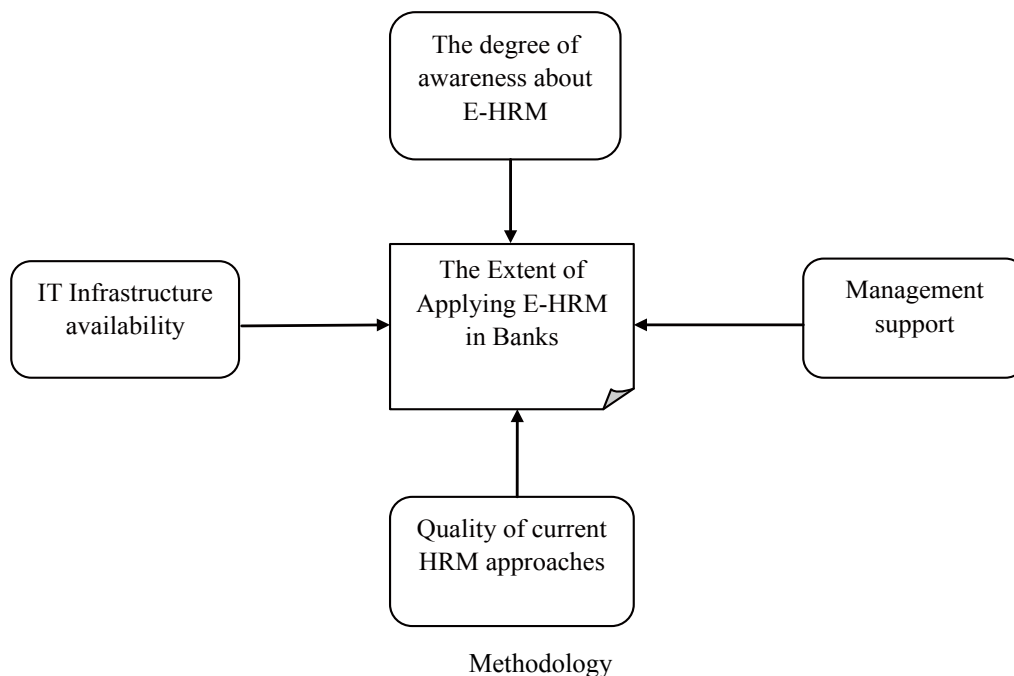 The degree of
awareness about
E-HRM
IT Infrastructure
availability
The Extent of
Applying E-HRM
in Banks
Management
support
Quality of current
HRM approaches
Methodology